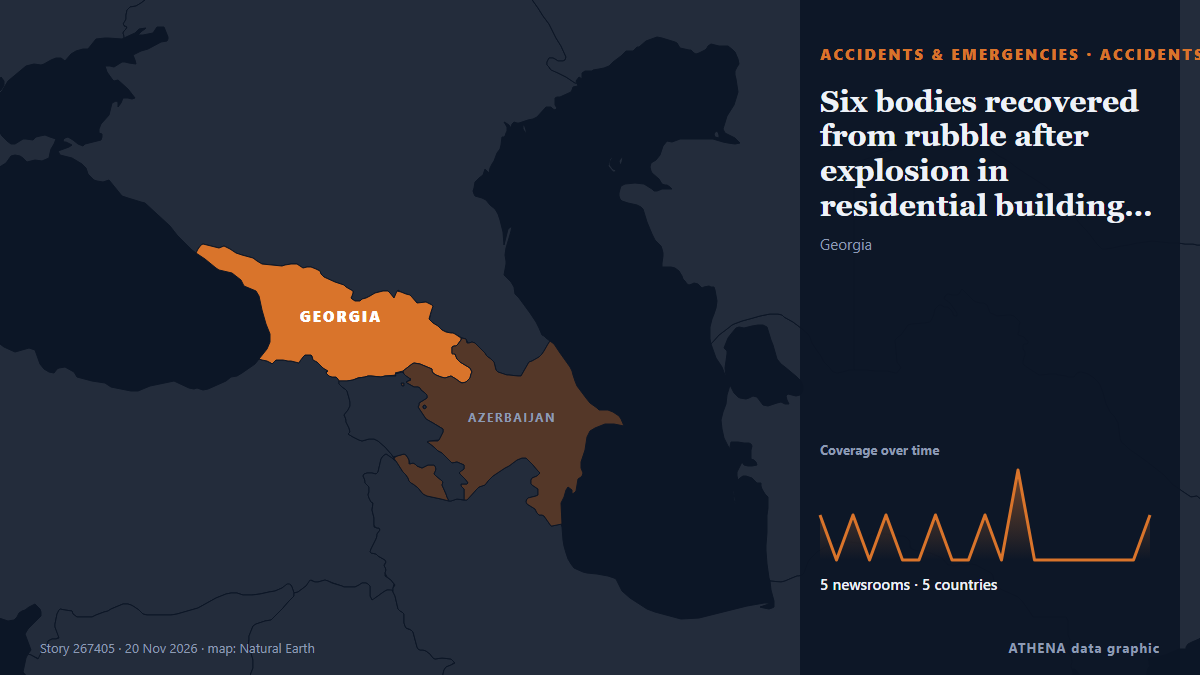 ACCIDENTS & EMERGENCIES · ACCIDENTS
Six bodies recovered
from rubble after
explosion in
residential building...
Georgia
GEORGIA
AZERBAIJAN
Coverage over time
5 newsrooms · 5 countries
Story 267405 · 20 Nov 2026 · map: Natural Earth
ATHENA data graphic